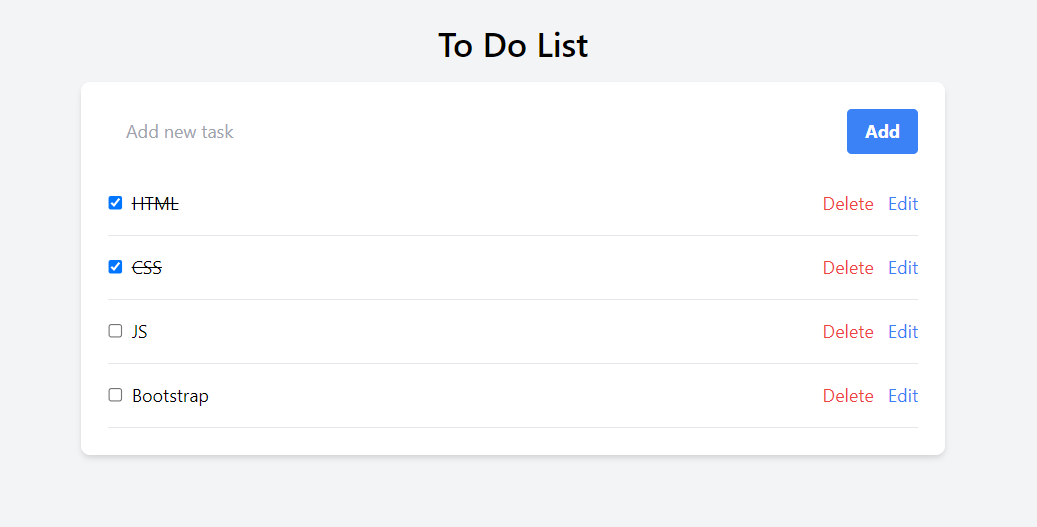 To Do List
Add new task Add
HTML Delete Edit
CSS Delete Edit
JS Delete Edit
Bootstrap Delete Edit